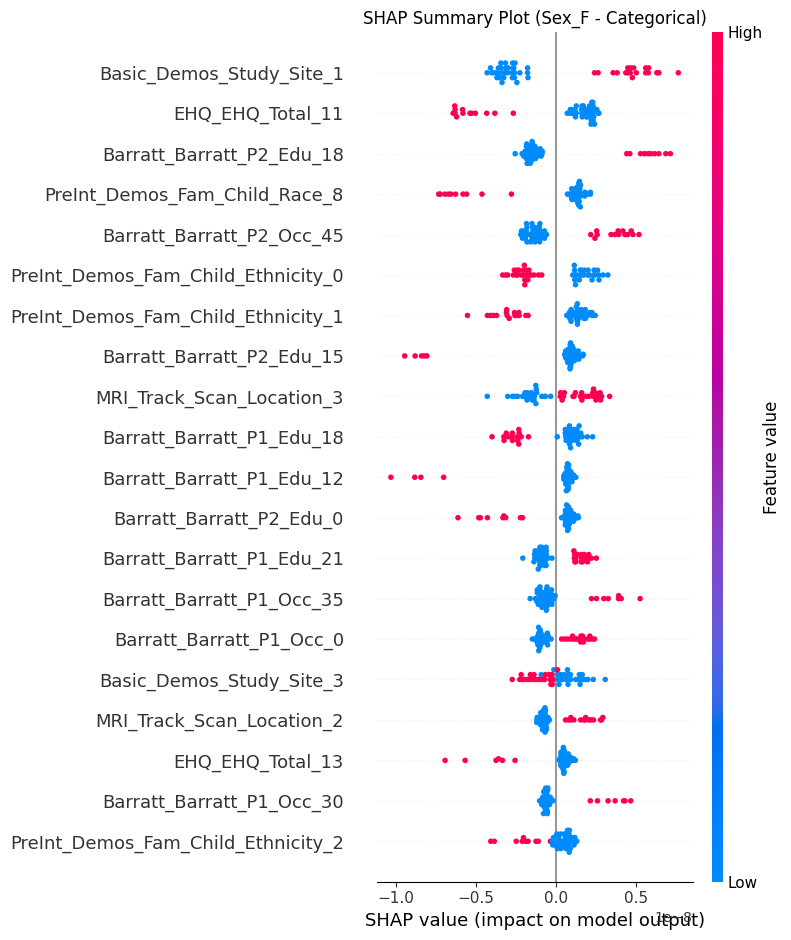 SHAP Summary Plot (Sex_F - Categorical)
High
Basic_Demos_Study_Site_1
EHQ_EHQ_Total_11
Barratt_Barratt_P2_Edu_18
PreInt_Demos_Fam_Child_Race_8
Barratt_Barratt_P2_Occ_45
PreInt_Demos_Fam_Child_Ethnicity_0
PreInt_Demos_Fam_Child_Ethnicity_1
Barratt_Barratt_P2_Edu_15
MRI_Track_Scan_Location_3
Barratt_Barratt_P1_Edu_18
Barratt_Barratt_P1_Edu_12
Barratt_Barratt_P2_Edu_0
Barratt_Barratt_P1_Edu_21
Barratt_Barratt_P1_Occ_35
Barratt_Barratt_P1_Occ_0
Basic_Demos_Study_Site_3
MRI_Track_Scan_Location_2
EHQ_EHQ_Total_13
Barratt_Barratt_P1_Occ_30
PreInt_Demos_Fam_Child_Ethnicity_2
Feature value
Low
−1.0 −0.5 0.0 0.5
SHAP value (impact on model output)